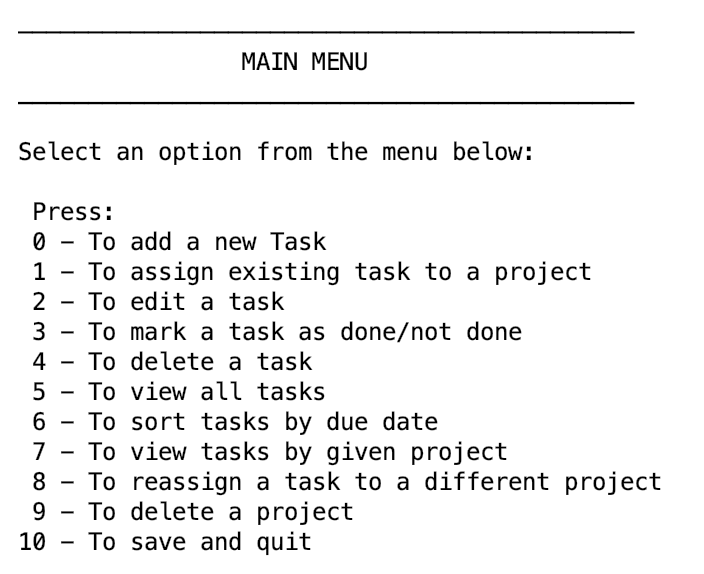 MAIN MENU
Select an option from the menu below:
Press:
0 – To add a new Task
1 – To assign existing task to a project
2 – To edit a task
3 – To mark a task as done/not done
4 – To delete a task
5 – To view all tasks
6 – To sort tasks by due date
7 – To view tasks by given project
8 – To reassign a task to a different project
9 – To delete a project
10 – To save and quit